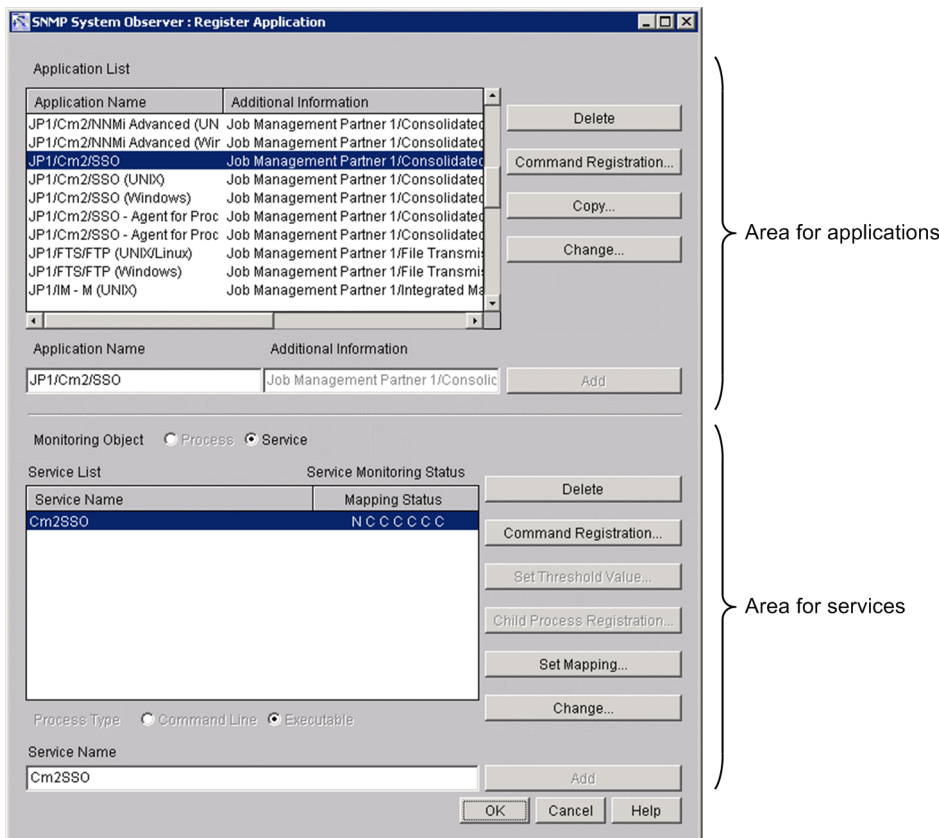 SNMP System Observer : Register Application
Application List
Application Name Additional Information
JP1/Cm2/NNMi Advanced (UN Job Management Partner 1/Consolidated
JP1/Cm2/NNMi Advanced (Wir Job Management Partner 1/Consolidated
JP1/Cm2/SSO Job Management Partner 1/Consolidated
JP1/Cm2/SSO (UNIX) Job Management Partner 1/Consolidated
JP1/Cm2/SSO (Windows) Job Management Partner 1/Consolidated
JP1/Cm2/SSO - Agent for Proc Job Management Partner 1/Consolidated
JP1/Cm2/SSO - Agent for Proc Job Management Partner 1/Consolidated
JP1/FTS/FTP (UNIX/Linux) Job Management Partner 1/File Transmis
JP1/FTS/FTP (Windows) Job Management Partner 1/File Transmis
JP1/IM - M (UNIX) Job Management Partner 1/Integrated Ma
Delete
Command Registration...
Copy...
Change...
Area for applications
Application Name Additional Information
JP1/Cm2/SSO Job Management Partner 1/Consolic Add
Monitoring Object Process Service
Service List Service Monitoring Status
Service Name Mapping Status
Cm2SSO N C C C C C C
Delete
Command Registration...
Set Threshold Value...
Child Process Registration...
Set Mapping...
Change...
Area for services
Process Type Command Line Executable
Service Name
Cm2SSO Add
OK Cancel Help